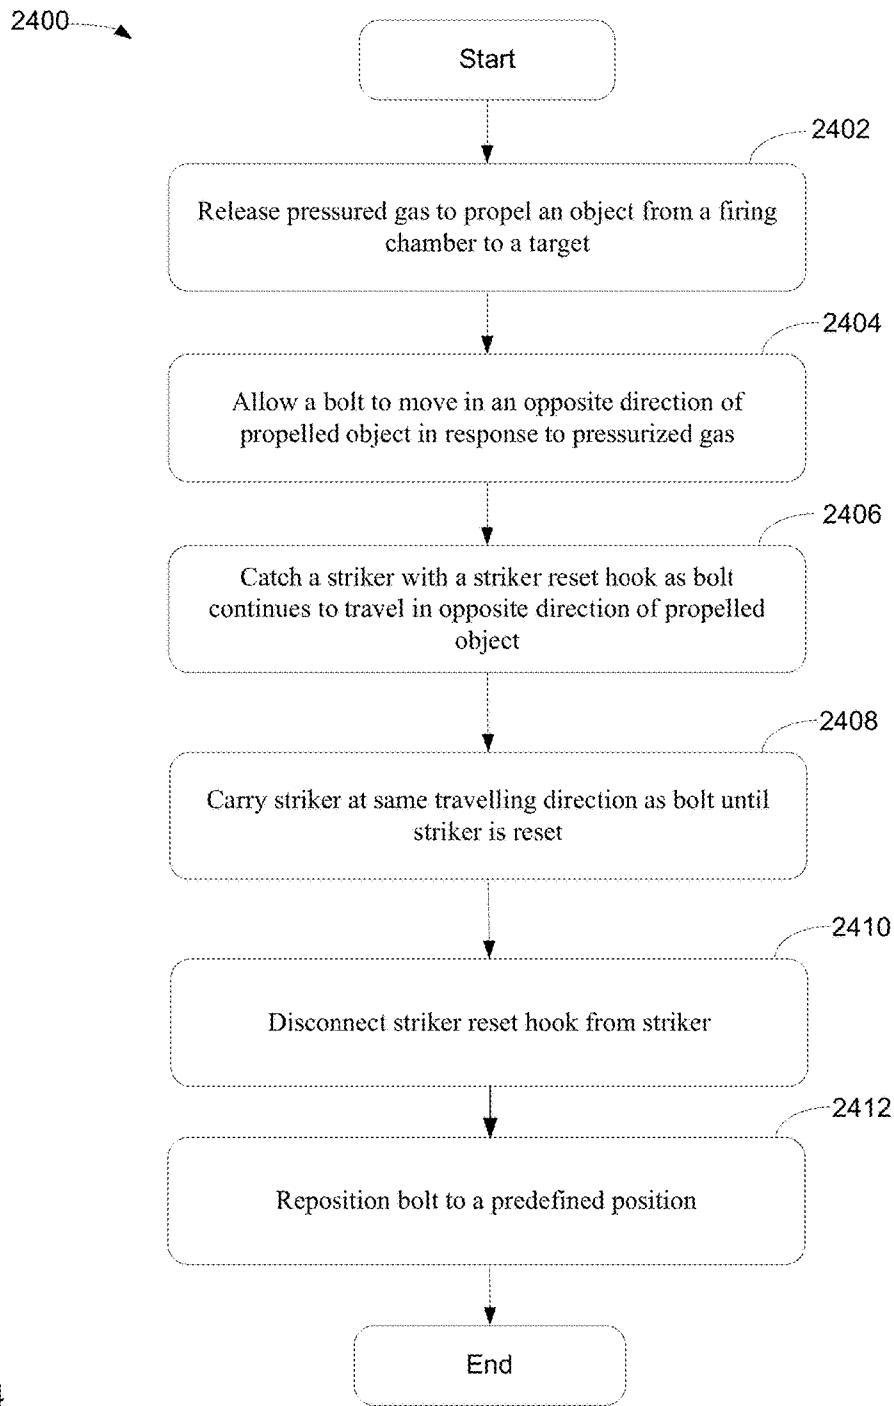 2400
Start
2402
Release pressured gas to propel an object from a firing
chamber to a target
2404
Allow a bolt to move in an opposite direction of
propelled object in response to pressurized gas
2406
Catch a striker with a striker reset hook as bolt
continues to travel in opposite direction of propelled
object
2408
Carry striker at same travelling direction as bolt until
striker is reset
2410
Disconnect striker reset hook from striker
2412
Reposition bolt to a predefined position
End